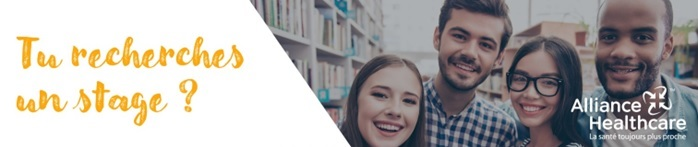 Tu recherches
un stage ?
Alliance
Healthcare
La santé toujours plus proche